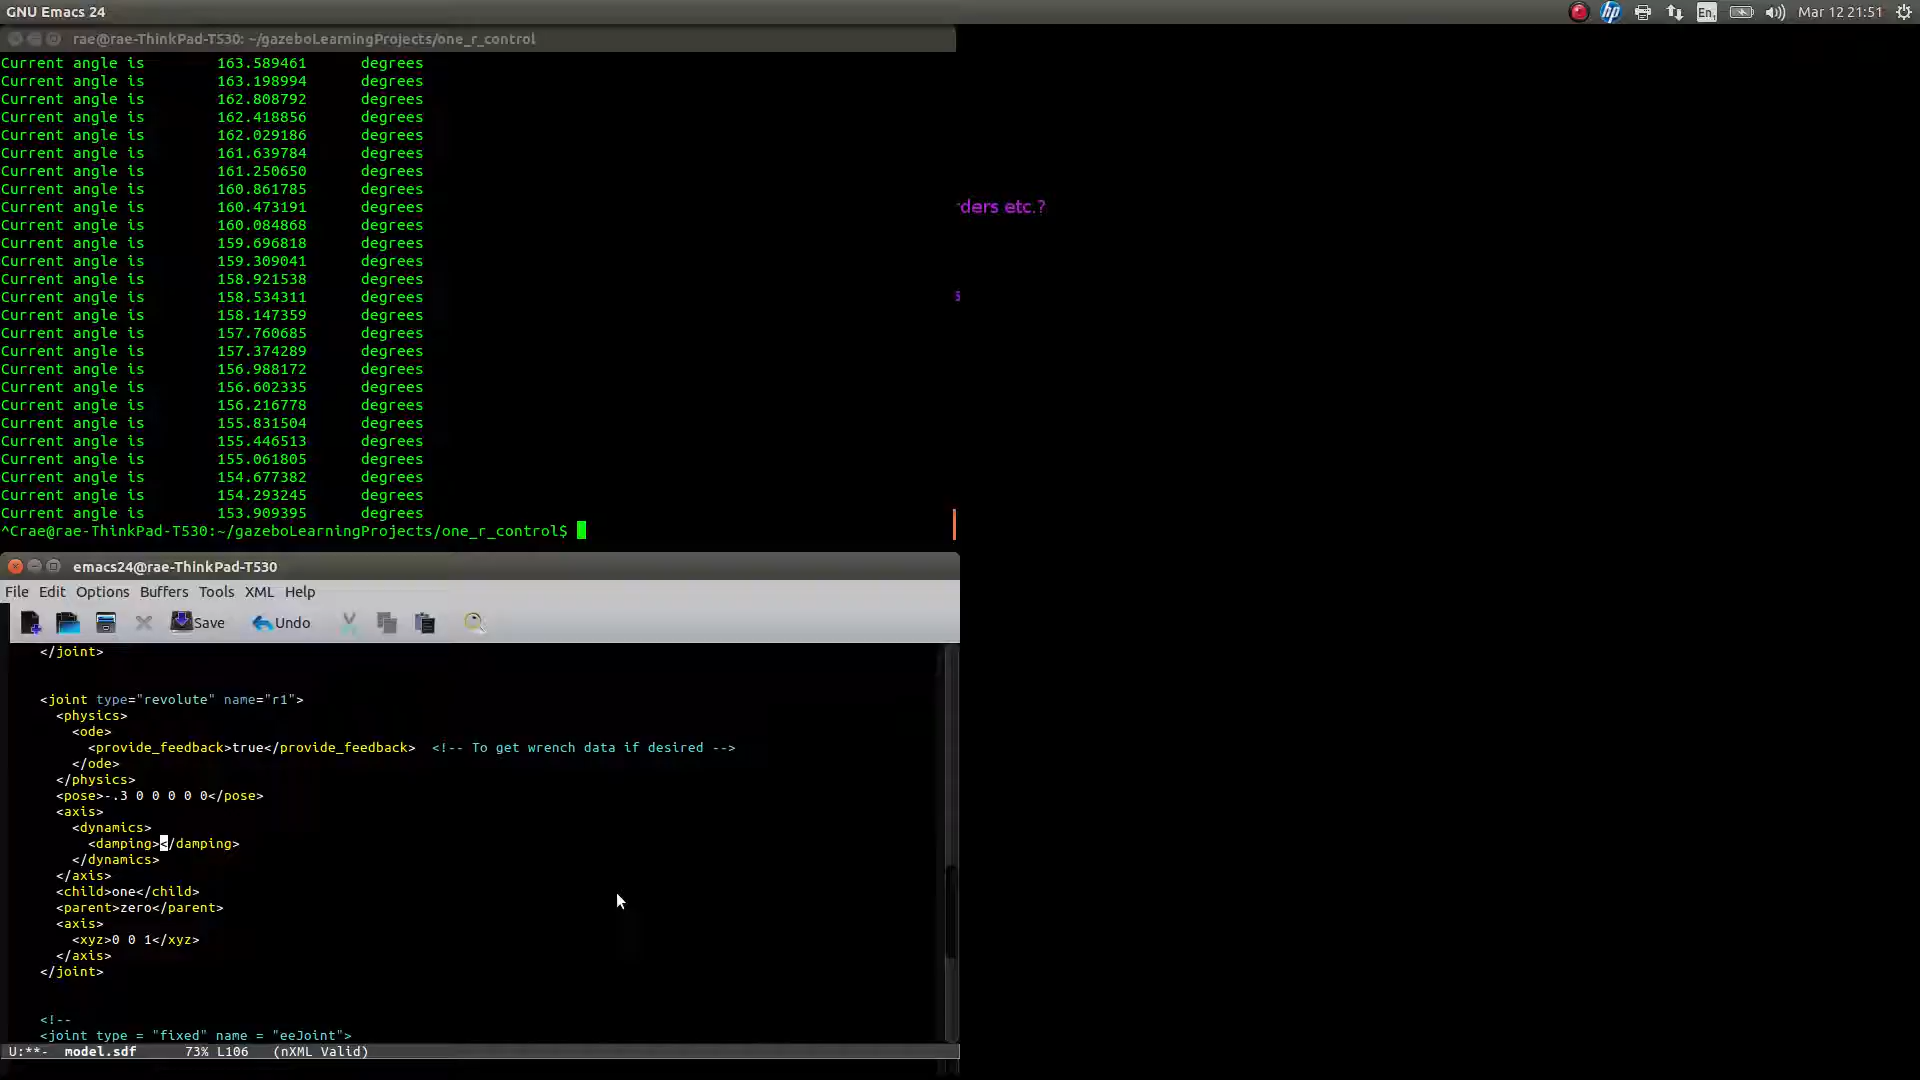 GNU Emacs 24
En
Mar 12 21:51
rae@rae-ThinkPad-T530: ~/gazeboLearningProjects/one_r_control
Current angle is 163.589461 degrees
Current angle is 163.198994 degrees
Current angle is 162.808792 degrees
Current angle is 162.418856 degrees
Current angle is 162.029186 degrees
Current angle is 161.639784 degrees
Current angle is 161.250650 degrees
Current angle is 160.861785 degrees
Current angle is 160.473191 degrees
Current angle is 160.084868 degrees
Current angle is 159.696818 degrees
Current angle is 159.309041 degrees
Current angle is 158.921538 degrees
Current angle is 158.534311 degrees
Current angle is 158.147359 degrees
Current angle is 157.760685 degrees
Current angle is 157.374289 degrees
Current angle is 156.988172 degrees
Current angle is 156.602335 degrees
Current angle is 156.216778 degrees
Current angle is 155.831504 degrees
Current angle is 155.446513 degrees
Current angle is 155.061805 degrees
Current angle is 154.677382 degrees
Current angle is 154.293245 degrees
Current angle is 153.909395 degrees
^Crae@rae-ThinkPad-T530:~/gazeboLearningProjects/one_r_control$
rders etc.?
s
emacs24@rae-ThinkPad-T530
File Edit Options Buffers Tools XML Help
Save Undo
</joint>
<joint type="revolute" name="r1">
<physics>
<ode>
<provide_feedback>true</provide_feedback> <!-- To get wrench data if desired -->
</ode>
</physics>
<pose>-.3 0 0 0 0 0</pose>
<axis>
<dynamics>
<damping></damping>
</dynamics>
</axis>
<child>one</child>
<parent>zero</parent>
<axis>
<xyz>0 0 1</xyz>
</axis>
</joint>
<!--
<joint type = "fixed" name = "eeJoint">
U:**- model.sdf 73% L106 (nXML Valid)